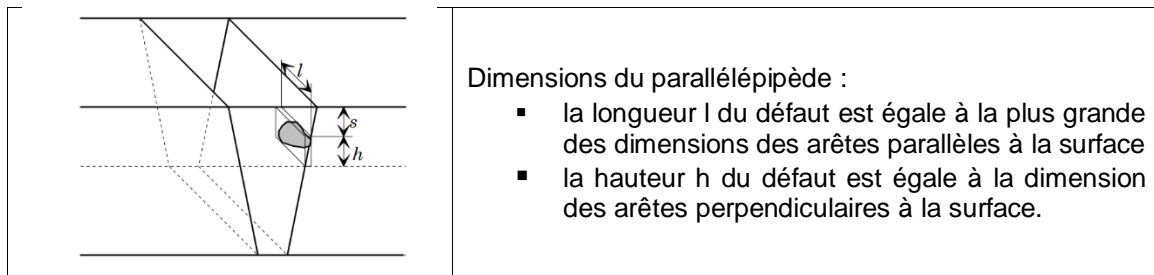 l
s
h
Dimensions du parallélépipède :
▪ la longueur l du défaut est égale à la plus grande
des dimensions des arêtes parallèles à la surface
▪ la hauteur h du défaut est égale à la dimension
des arêtes perpendiculaires à la surface.